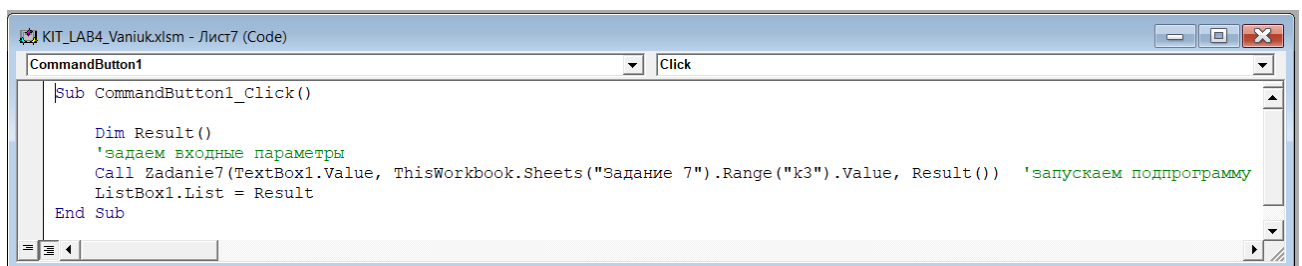 KIT_LAB4_Vaniuk.xlsm - Лист7 (Code)
CommandButton1 Click
Sub CommandButton1_Click()
Dim Result()
'задаем входные параметры
Call Zadanie7(TextBox1.Value, ThisWorkbook.Sheets("Задание 7").Range("k3").Value, Result()) 'запускаем подпрограмму
ListBox1.List = Result
End Sub